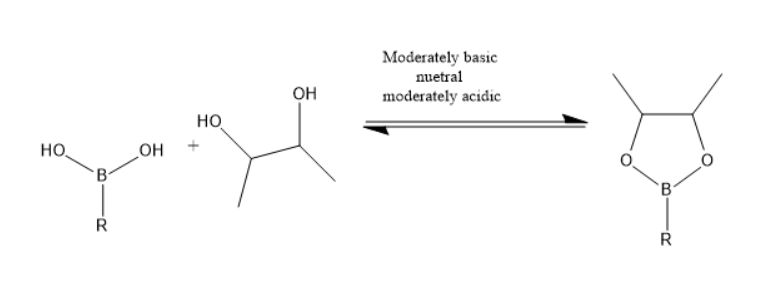 Moderately basic
nuetral
moderately acidic
OH
HO
HO
OH
+
B
R
O
O
B
R